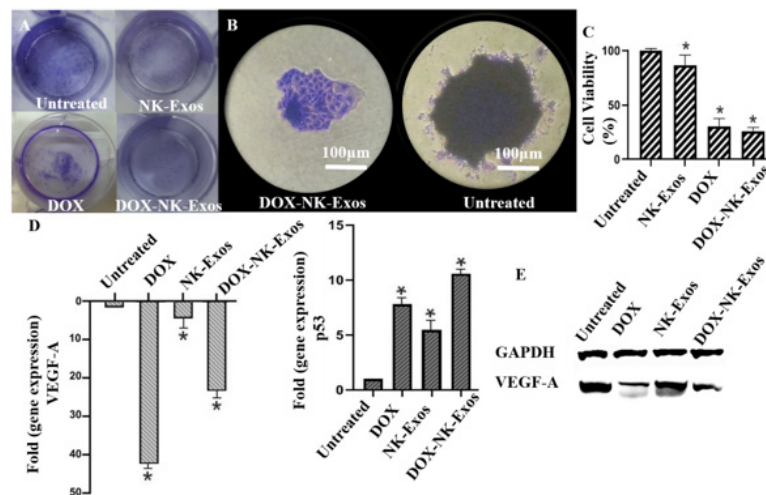 A
B
C
Untreated
NK-Exos
DOX
DOX-NK-Exos
100μm
DOX-NK-Exos
100μm
Untreated
Cell Viability
(%)
100
50
0
*
*
*
Untreated
NK-Exos
DOX
DOX-NK-Exos
D
Untreated
DOX
NK-Exos
DOX-NK-Exos
Fold (gene expression)
VEGF-A
0
10
20
30
40
50
*
*
*
Fold (gene expression)
p53
15
10
5
0
*
*
*
Untreated
DOX
NK-Exos
DOX-NK-Exos
E
Untreated
DOX
NK-Exos
DOX-NK-Exos
GAPDH
VEGF-A